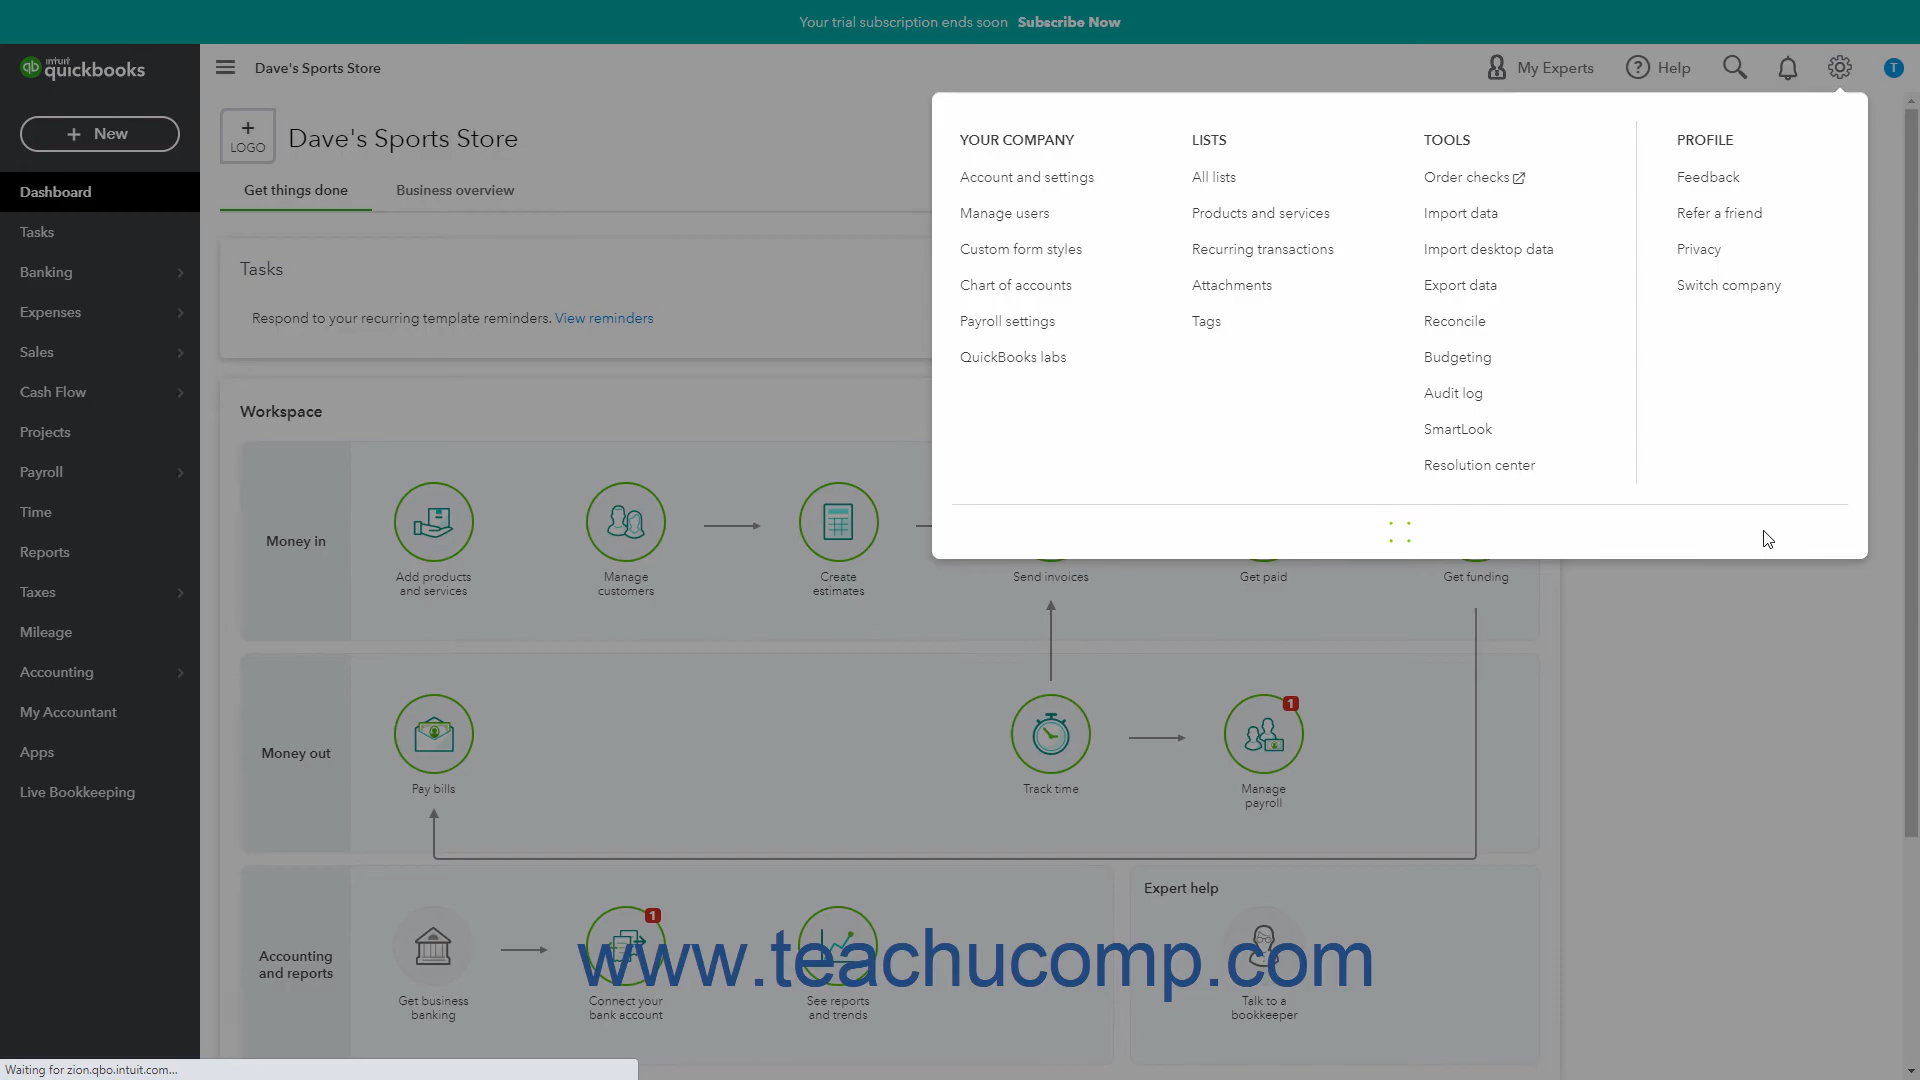 Your trial subscription ends soon Subscribe Now
intuit
qb quickbooks
Dave's Sports Store
My Experts
? Help
T
+ New
Dashboard
Tasks
Banking
Expenses
Sales
Cash Flow
Projects
Payroll
Time
Reports
Taxes
Mileage
Accounting
My Accountant
Apps
Live Bookkeeping
+
LOGO
Dave's Sports Store
Get things done
Business overview
Tasks
Respond to your recurring template reminders. View reminders
YOUR COMPANY
Account and settings
Manage users
Custom form styles
Chart of accounts
Payroll settings
QuickBooks labs
LISTS
All lists
Products and services
Recurring transactions
Attachments
Tags
TOOLS
Order checks
Import data
Import desktop data
Export data
Reconcile
Budgeting
Audit log
SmartLook
Resolution center
PROFILE
Feedback
Refer a friend
Privacy
Switch company
Workspace
Money in
Add products
and services
Manage
customers
Create
estimates
Send invoices
Get paid
Get funding
Money out
Pay bills
Track time
1
Manage
payroll
Accounting
and reports
Get business
banking
1
Connect your
bank account
See reports
and trends
Expert help
Talk to a
bookkeeper
www.teachucomp.com
Waiting for zion.qbo.intuit.com...